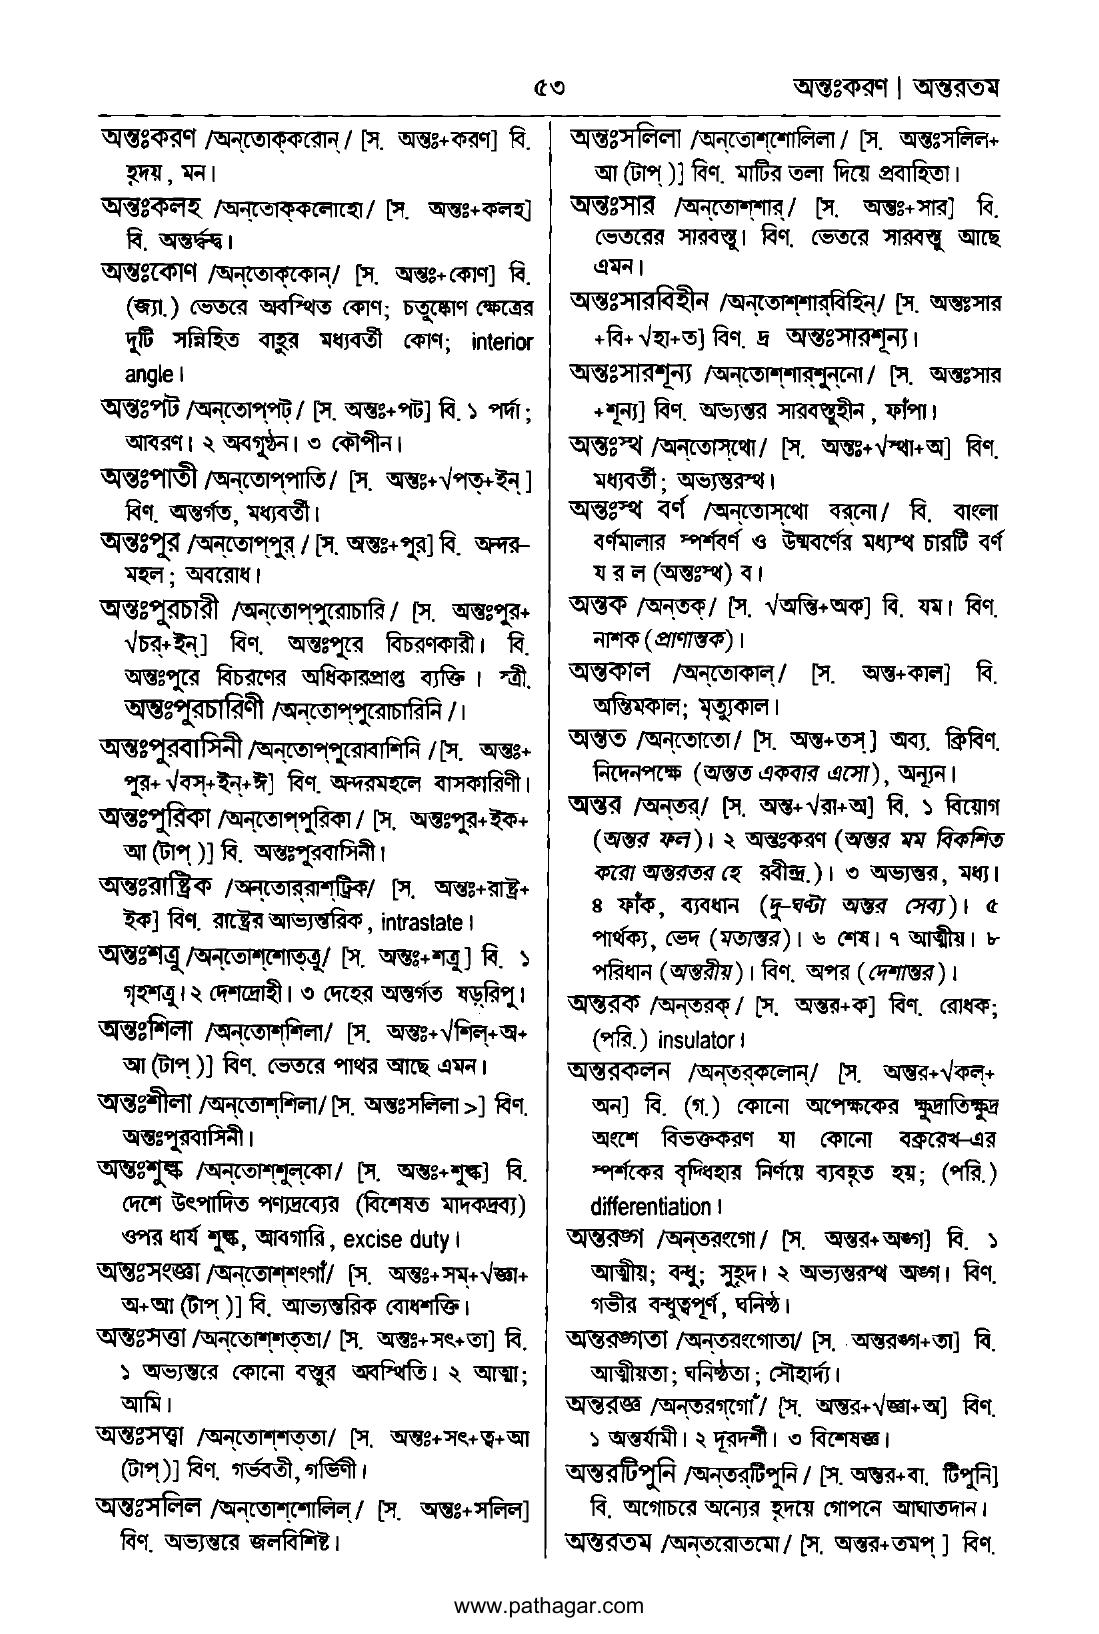 ৫৩
অন্তঃকরণ | অন্তরতম
অন্তঃকরণ /অন্‌তোক্‌করোন্‌/ [স. অন্তঃ+করণ] বি.
হৃদয়, মন।
অন্তঃকলহ /অন্‌তোক্‌কলোহো/ [স. অন্তঃ+কলহ]
বি. অন্তর্দ্বন্দ্ব।
অন্তঃকোণ /অন্‌তোক্‌কোন্‌/ [স. অন্তঃ+কোণ] বি.
(জ্যা.) ভেতরে অবস্থিত কোণ; চতুষ্কোণ ক্ষেত্রের
দুটি সন্নিহিত বাহুর মধ্যবর্তী কোণ; interior
angle।
অন্তঃপট /অন্‌তোপ্‌পট্‌/ [স. অন্তঃ+পট] বি. ১ পর্দা;
আবরণ। ২ অবগুণ্ঠন। ৩ কৌপীন।
অন্তঃপাতী /অন্‌তোপ্‌পাতি/ [স. অন্তঃ+√পত্‌+ইন্‌]
বিণ. অন্তর্গত, মধ্যবর্তী।
অন্তঃপুর /অন্‌তোপ্‌পুর্‌/ [স. অন্তঃ+পুর] বি. অন্দর-
মহল; অবরোধ।
অন্তঃপুরচারী /অন্‌তোপ্‌পুরোচারি/ [স. অন্তঃপুর+
√চর্‌+ইন্‌] বিণ. অন্তঃপুরে বিচরণকারী। বি.
অন্তঃপুরে বিচরণের অধিকারপ্রাপ্ত ব্যক্তি। স্ত্রী.
অন্তঃপুরচারিণী /অন্‌তোপ্‌পুরোচারিনি/।
অন্তঃপুরবাসিনী /অন্‌তোপ্‌পুরোবাশিনি/ [স. অন্তঃ+
পুর+ √বস্‌+ইন্‌+ঈ] বিণ. অন্দরমহলে বাসকারিণী।
অন্তঃপুরিকা /অন্‌তোপ্‌পুরিকা/ [স. অন্তঃপুর+ইক+
আ (টাপ্‌)] বি. অন্তঃপুরবাসিনী।
অন্তঃরাষ্ট্রিক /অন্‌তোর্‌রাশ্‌ট্রিক/ [স. অন্তঃ+রাষ্ট্র+
ইক] বিণ. রাষ্ট্রের আভ্যন্তরিক, intrastate।
অন্তঃশত্রু /অন্‌তোশ্‌শোত্‌ত্রু/ [স. অন্তঃ+শত্রু] বি. ১
গৃহশত্রু। ২ দেশদ্রোহী। ৩ দেহের অন্তর্গত ষড়্‌রিপু।
অন্তঃশিলা /অন্‌তোশ্‌শিলা/ [স. অন্তঃ+√শিল্‌+অ+
আ (টাপ্‌)] বিণ. ভেতরে পাথর আছে এমন।
অন্তঃশীলা /অন্‌তোশ্‌শিলা/ [স. অন্তঃসলিলা >] বিণ.
অন্তঃপুরবাসিনী।
অন্তঃশুল্ক /অন্‌তোশ্‌শুল্‌কো/ [স. অন্তঃ+শুল্ক] বি.
দেশে উৎপাদিত পণ্যদ্রব্যের (বিশেষত মাদকদ্রব্য)
ওপর ধার্য শুল্ক, আবগারি, excise duty।
অন্তঃসংজ্ঞা /অন্‌তোশ্‌শংগাঁ/ [স. অন্তঃ+সম্‌+√জ্ঞা+
অ+আ (টাপ্‌)] বি. আভ্যন্তরিক বোধশক্তি।
অন্তঃসত্তা /অন্‌তোশ্‌শত্‌তা/ [স. অন্তঃ+সৎ+তা] বি.
১ অভ্যন্তরে কোনো বস্তুর অবস্থিতি। ২ আত্মা;
আমি।
অন্তঃসত্ত্বা /অন্‌তোশ্‌শত্‌তা/ [স. অন্তঃ+সৎ+ত্ব+আ
(টাপ্‌)] বিণ. গর্ভবতী, গর্ভিণী।
অন্তঃসলিল /অন্‌তোশ্‌শোলিল্‌/ [স. অন্তঃ+সলিল]
বিণ. অভ্যন্তরে জলবিশিষ্ট।
অন্তঃসলিলা /অন্‌তোশ্‌শোলিলা/ [স. অন্তঃসলিল+
আ (টাপ্‌)] বিণ. মাটির তলা দিয়ে প্রবাহিতা।
অন্তঃসার /অন্‌তোশ্‌শার্‌/ [স. অন্তঃ+সার] বি.
ভেতরের সারবস্তু। বিণ. ভেতরে সারবস্তু আছে
এমন।
অন্তঃসারবিহীন /অন্‌তোশ্‌শার্‌বিহিন্‌/ [স. অন্তঃসার
+বি+ √হা+ত] বিণ. দ্র অন্তঃসারশূন্য।
অন্তঃসারশূন্য /অন্‌তোশ্‌শার্‌শুন্‌নো/ [স. অন্তঃসার
+শূন্য] বিণ. অভ্যন্তর সারবস্তুহীন, ফাঁপা।
অন্তঃস্থ /অন্‌তোস্‌থো/ [স. অন্তঃ+√স্থা+অ] বিণ.
মধ্যবর্তী; অভ্যন্তরস্থ।
অন্তঃস্থ বর্ণ /অন্‌তোস্‌থো বর্‌নো/ বি. বাংলা
বর্ণমালার স্পর্শবর্ণ ও উষ্মবর্ণের মধ্যস্থ চারটি বর্ণ
য র ল (অন্তঃস্থ) ব।
অন্তক /অন্‌তক্‌/ [স. √অন্তি+অক] বি. যম। বিণ.
নাশক (প্রাণান্তক)।
অন্তকাল /অন্‌তোকাল্‌/ [স. অন্ত+কাল] বি.
অন্তিমকাল; মৃত্যুকাল।
অন্তত /অন্‌তোতো/ [স. অন্ত+তস্‌] অব্য. ক্রিবিণ.
নিদেনপক্ষে (অন্তত একবার এসো), অন্যূন।
অন্তর /অন্‌তর্‌/ [স. অন্ত+√রা+অ] বি. ১ বিয়োগ
(অন্তর ফল)। ২ অন্তঃকরণ (অন্তর মম বিকশিত
করো অন্তরতর হে রবীন্দ্র.)। ৩ অভ্যন্তর, মধ্য।
৪ ফাঁক, ব্যবধান (দু-ঘণ্টা অন্তর সেব্য)। ৫
পার্থক্য, ভেদ (মতান্তর)। ৬ শেষ। ৭ আত্মীয়। ৮
পরিধান (অন্তরীয়)। বিণ. অপর (দেশান্তর)।
অন্তরক /অন্‌তরক্‌/ [স. অন্তর+ক] বিণ. রোধক;
(পরি.) insulator।
অন্তরকলন /অন্‌তর্‌কলোন্‌/ [স. অন্তর+√কল্‌+
অন] বি. (গ.) কোনো অপেক্ষকের ক্ষুদ্রাতিক্ষুদ্র
অংশে বিভক্তকরণ যা কোনো বক্ররেখ-এর
স্পর্শকের বৃদ্ধিহার নির্ণয়ে ব্যবহৃত হয়; (পরি.)
differentiation।
অন্তরঙ্গ /অন্‌তরংগো/ [স. অন্তর+অঙ্গ] বি. ১
আত্মীয়; বন্ধু; সুহৃদ। ২ অভ্যন্তরস্থ অঙ্গ। বিণ.
গভীর বন্ধুত্বপূর্ণ, ঘনিষ্ঠ।
অন্তরঙ্গতা /অন্‌তরংগোতা/ [স. অন্তরঙ্গ+তা] বি.
আত্মীয়তা; ঘনিষ্ঠতা; সৌহার্দ্য।
অন্তরজ্ঞ /অন্‌তরগ্‌গোঁ/ [স. অন্তর+√জ্ঞা+অ] বিণ.
১ অন্তর্যামী। ২ দূরদর্শী। ৩ বিশেষজ্ঞ।
অন্তরটিপুনি /অন্‌তর্‌টিপুনি/ [স. অন্তর+বা. টিপুনি]
বি. অগোচরে অন্যের হৃদয়ে গোপনে আঘাতদান।
অন্তরতম /অন্‌তরোতমো/ [স. অন্তর+তমপ্‌] বিণ.
www.pathagar.com